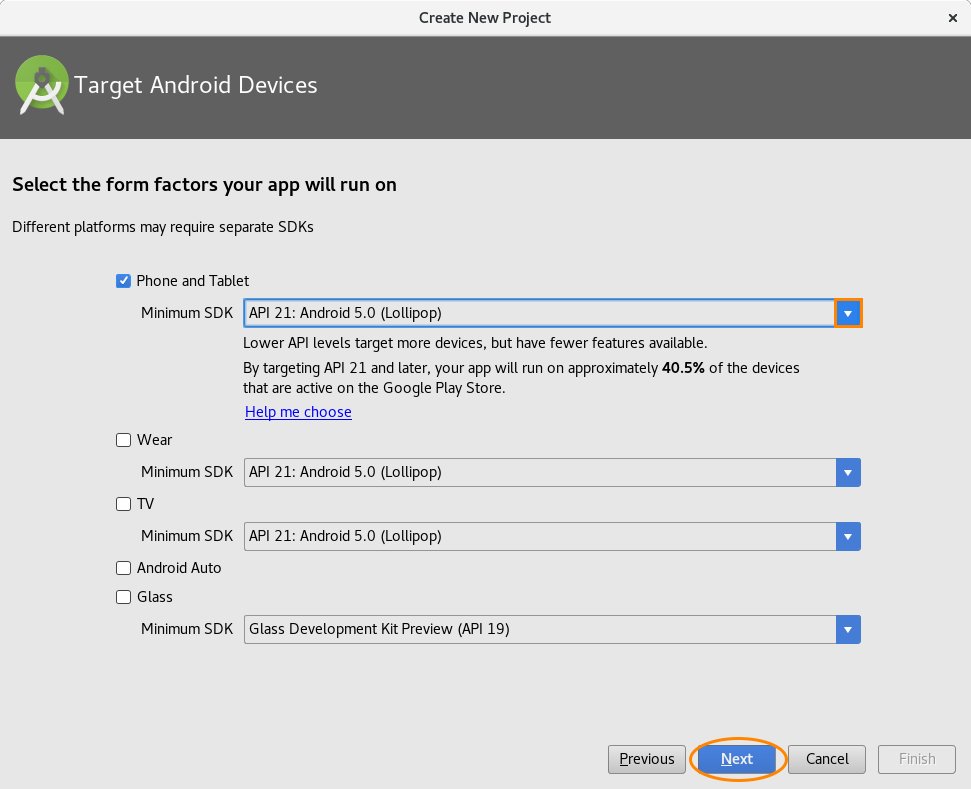 Create New Project
Target Android Devices
Select the form factors your app will run on
Different platforms may require separate SDKs
Phone and Tablet
Minimum SDK API 21: Android 5.0 (Lollipop)
Lower API levels target more devices, but have fewer features available.
By targeting API 21 and later, your app will run on approximately 40.5% of the devices
that are active on the Google Play Store.
Help me choose
Wear
Minimum SDK API 21: Android 5.0 (Lollipop)
TV
Minimum SDK API 21: Android 5.0 (Lollipop)
Android Auto
Glass
Minimum SDK Glass Development Kit Preview (API 19)
Previous Next Cancel Finish